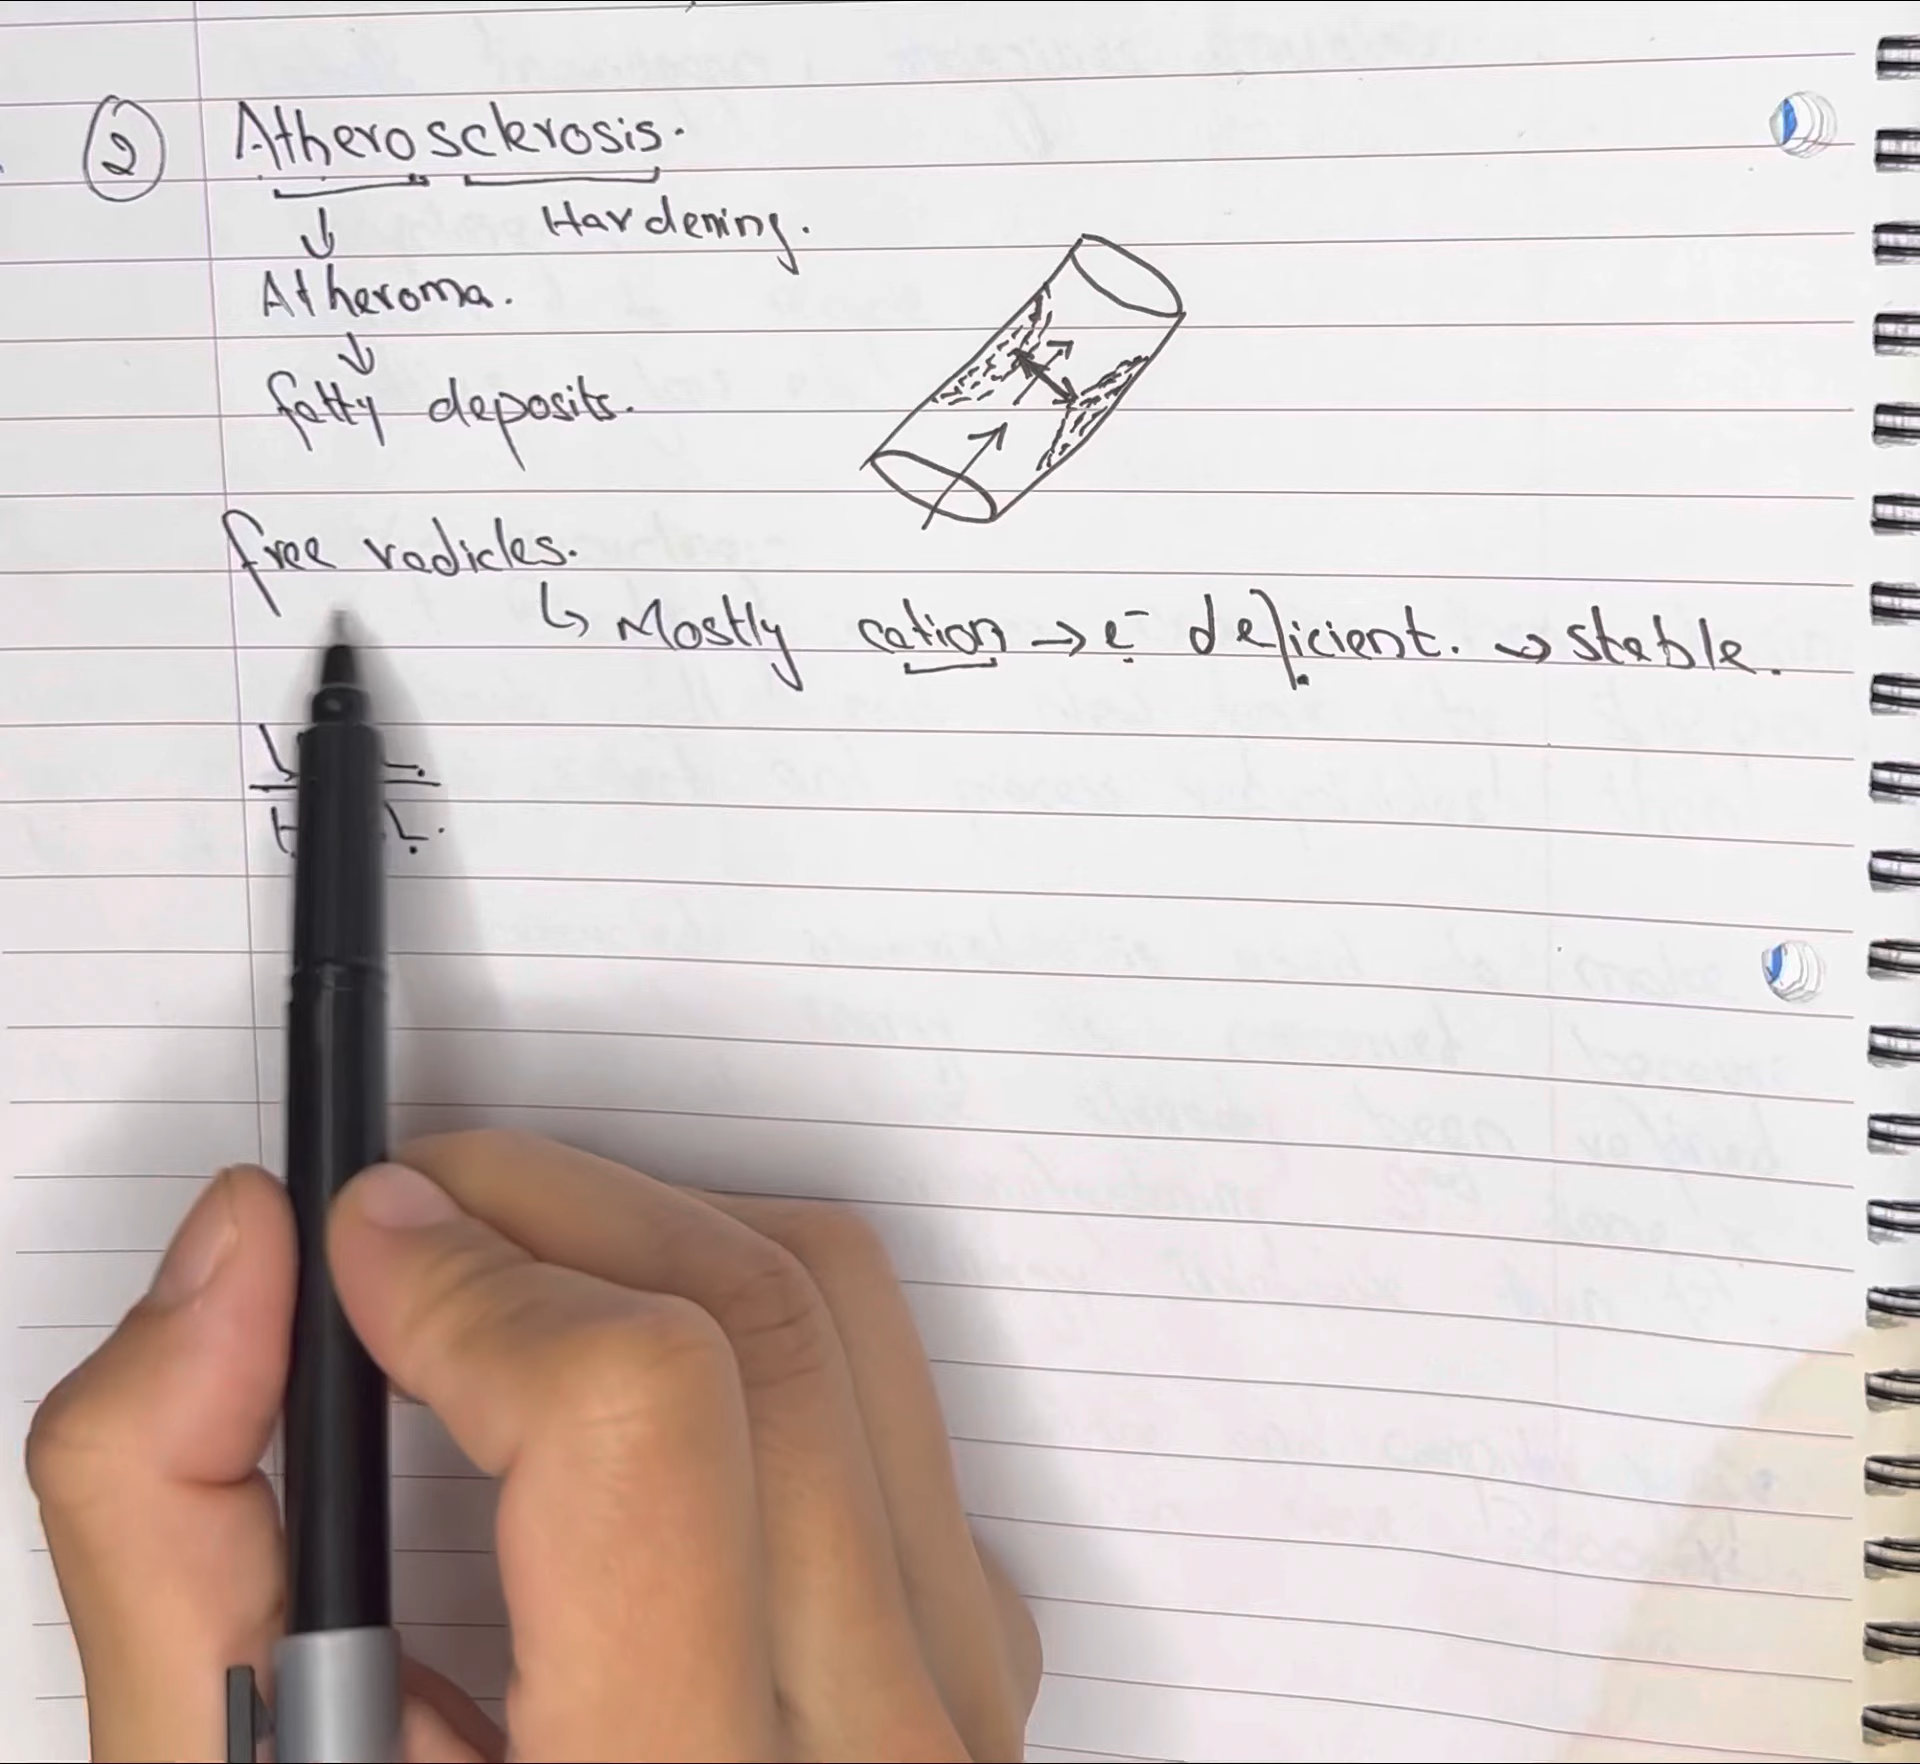 2 Atherosclerosis.
↓ Hardening.
Atheroma.
↓
fatty deposits.
free radicles.
↳ Mostly cation → e⁻ deficient. → stable.